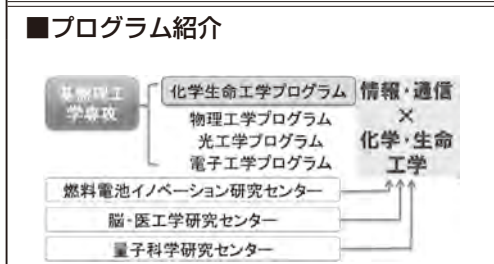 ■プログラム紹介
基盤理工
学専攻
化学生命工学プログラム
物理工学プログラム
光工学プログラム
電子工学プログラム
情報・通信
×
化学・生命
工学
燃料電池イノベーション研究センター
脳・医工学研究センター
量子科学研究センター